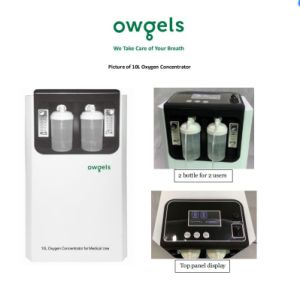 owgels
We Take Care of Your Breath
Picture of 10L Oxygen Concentrator
owgels
10L Oxygen Concentrator for Medical Use
2 bottle for 2 users
Top panel display